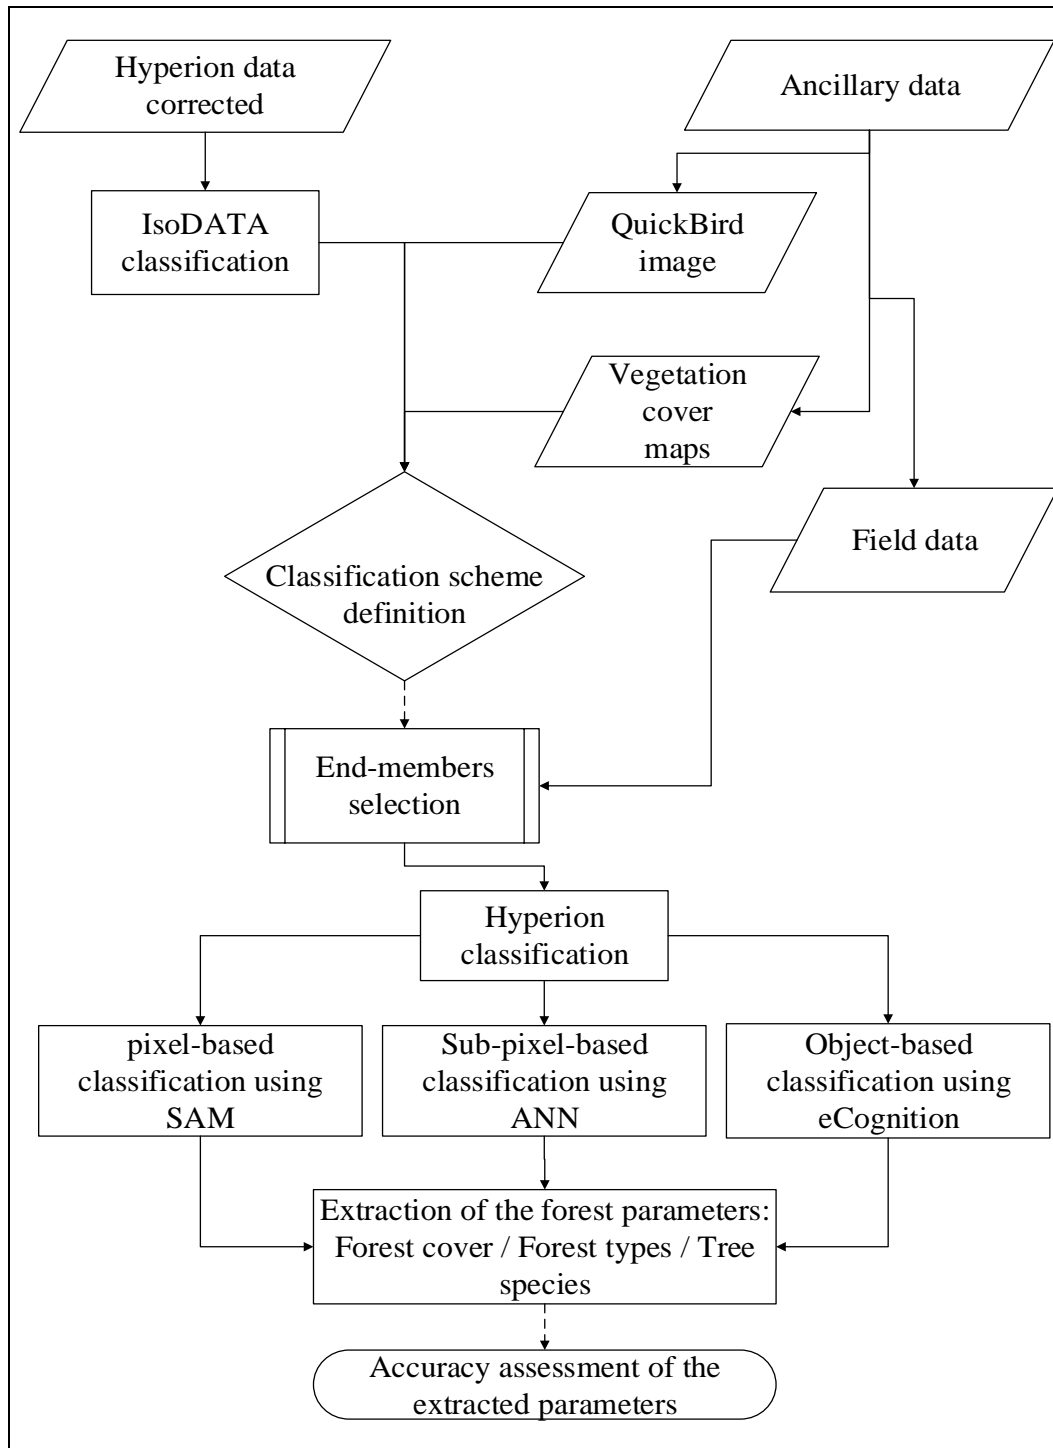 Hyperion data
corrected
Ancillary data
IsoDATA
classification
QuickBird
image
Vegetation
cover
maps
Field data
Classification scheme
definition
End-members
selection
Hyperion
classification
pixel-based
classification using
SAM
Sub-pixel-based
classification using
ANN
Object-based
classification using
eCognition
Extraction of the forest parameters:
Forest cover / Forest types / Tree
species
Accuracy assessment of the
extracted parameters